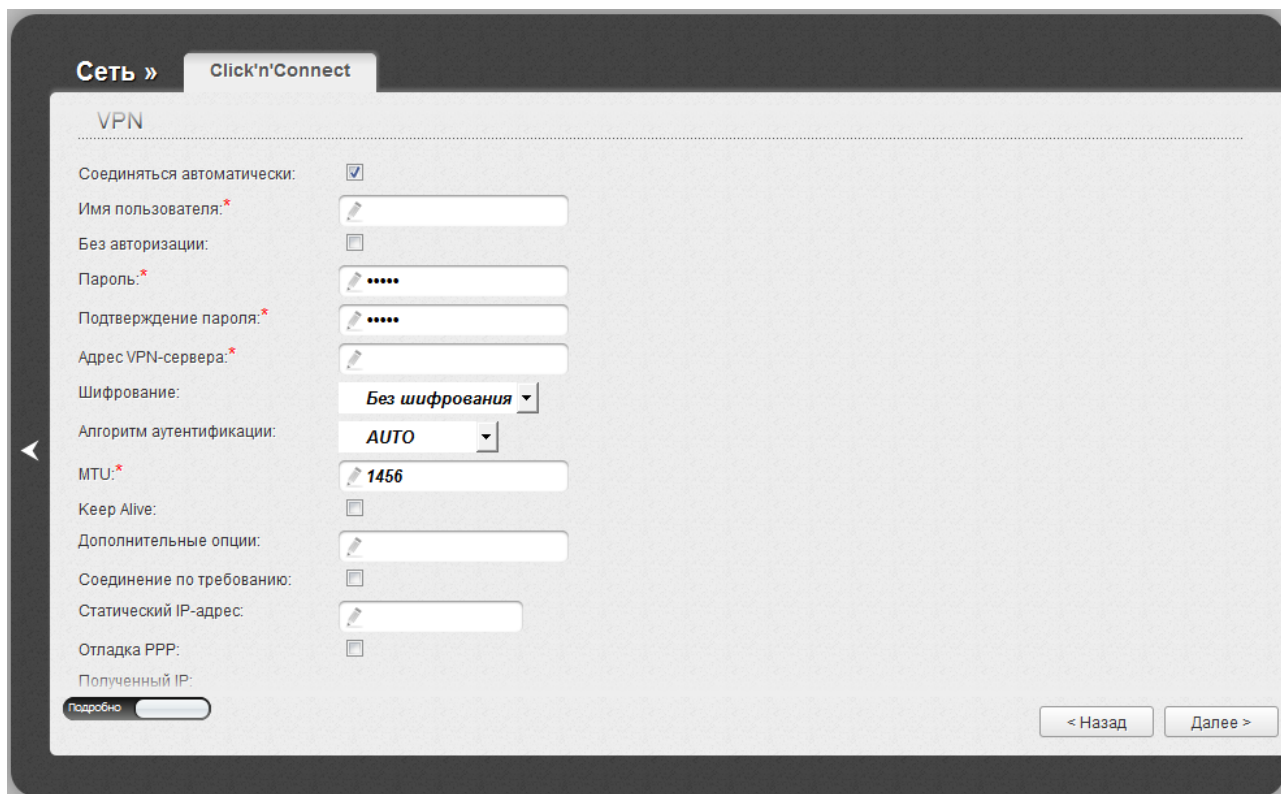 Сеть » Click'n'Connect
VPN
Соединяться автоматически:
Имя пользователя:*
Без авторизации:
Пароль:* •••••
Подтверждение пароля:* •••••
Адрес VPN-сервера:*
Шифрование: Без шифрования
Алгоритм аутентификации: AUTO
MTU:* 1456
Keep Alive:
Дополнительные опции:
Соединение по требованию:
Статический IP-адрес:
Отладка PPP:
Полученный IP:
Подробно
< Назад Далее >